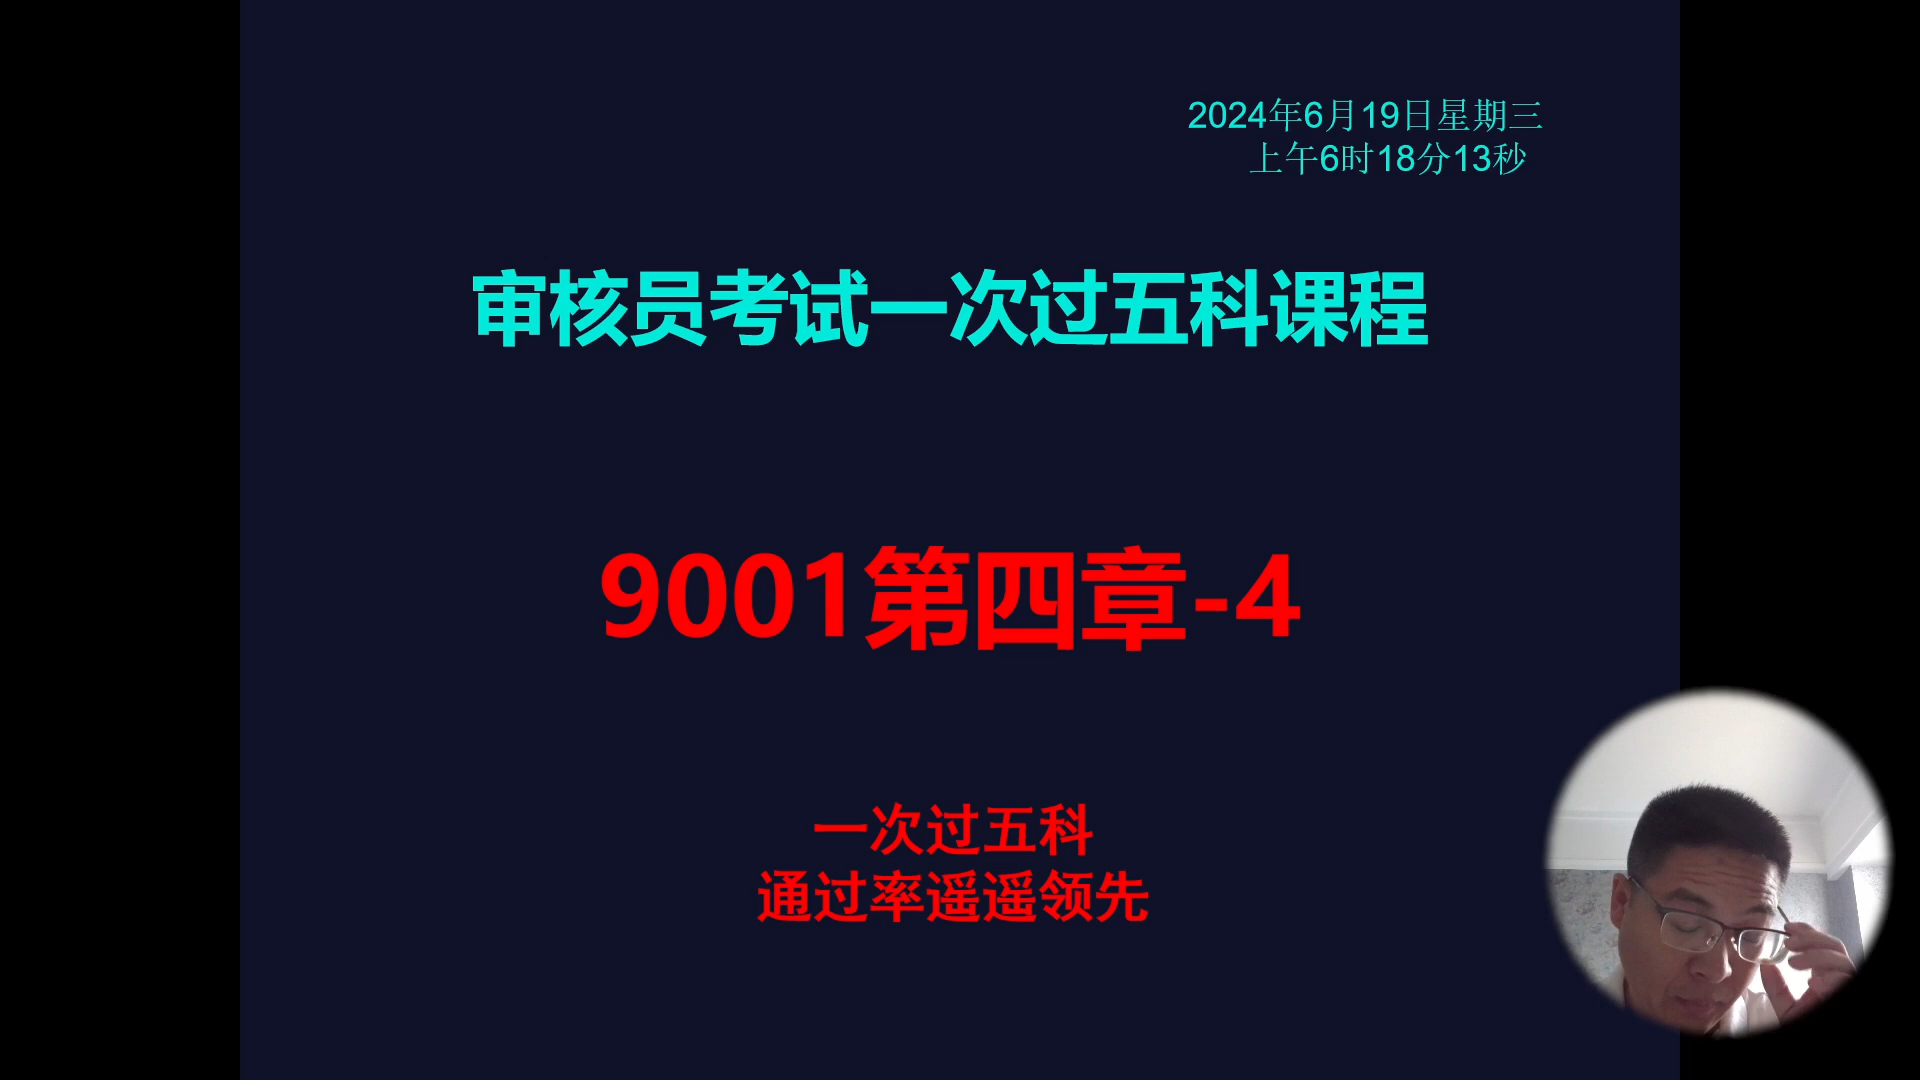 2024年6月19日星期三
上午6时18分13秒
审核员考试一次过五科课程
9001第四章-4
一次过五科
通过率遥遥领先